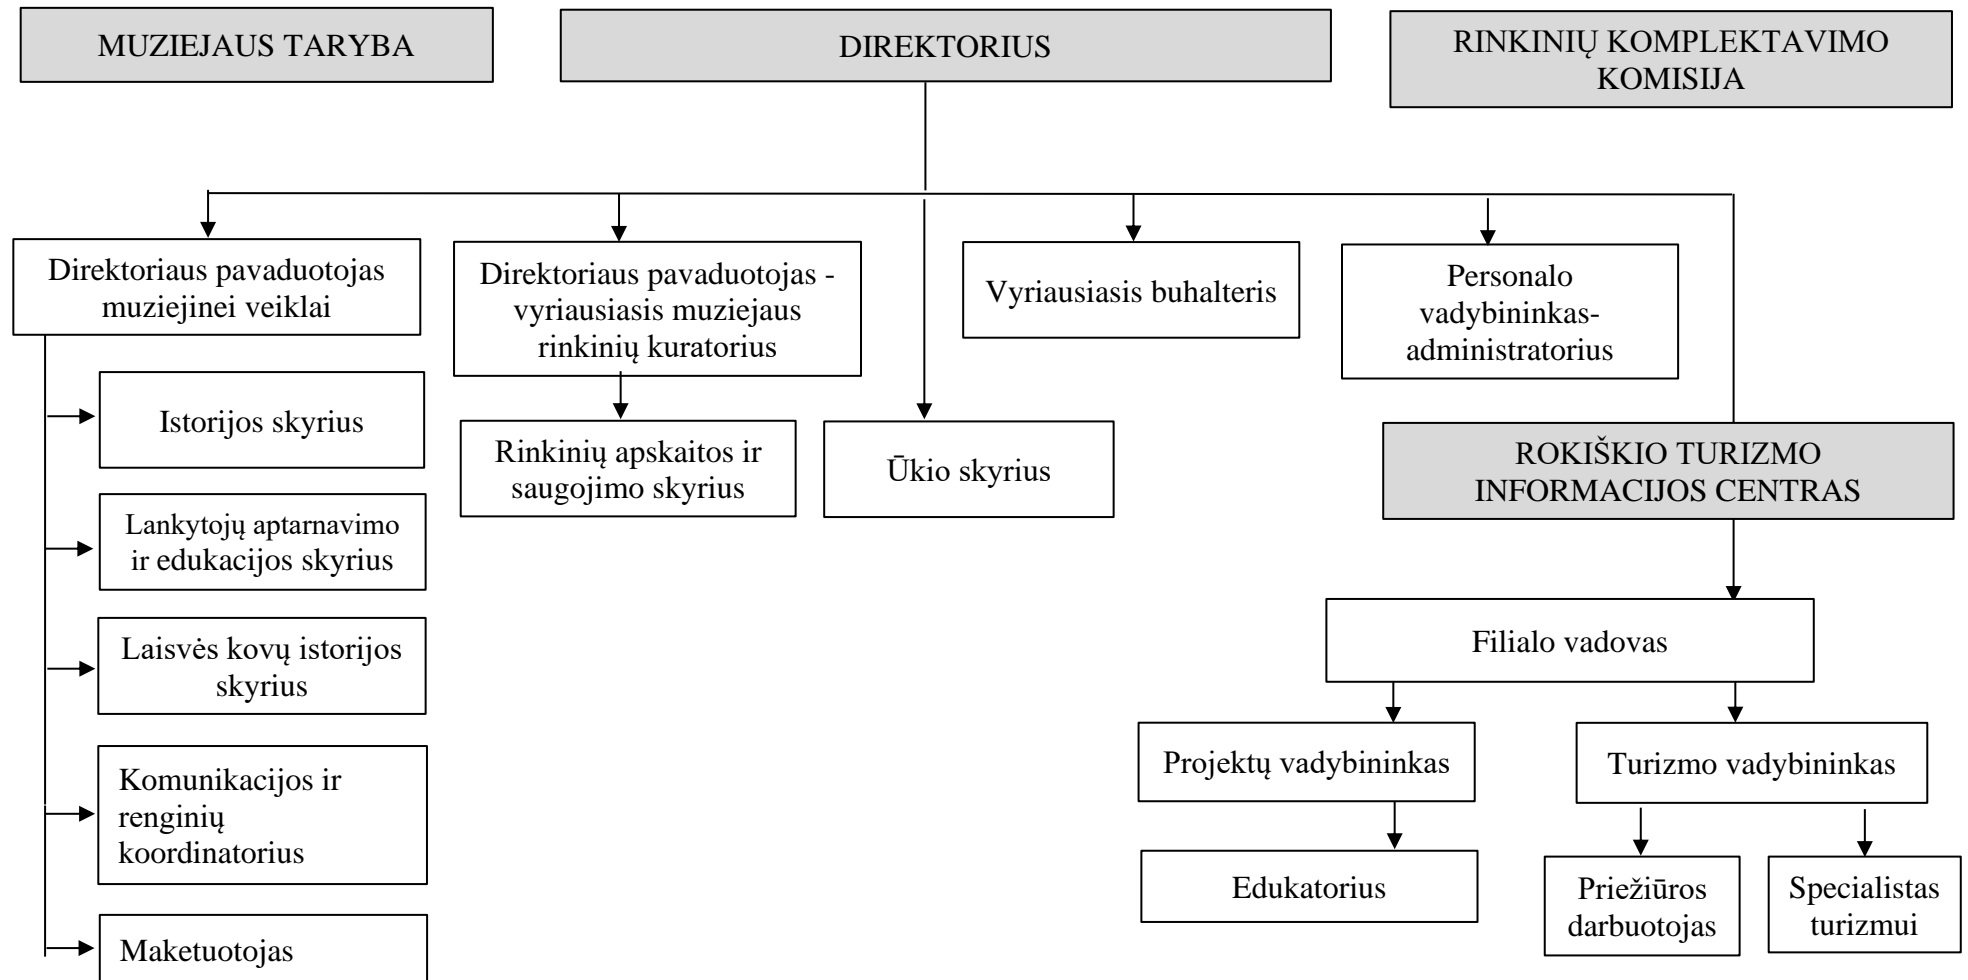 MUZIEJAUS TARYBA
DIREKTORIUS
RINKINIŲ KOMPLEKTAVIMO
KOMISIJA
Direktoriaus pavaduotojas
muziejinei veiklai
Direktoriaus pavaduotojas -
vyriausiasis muziejaus
rinkinių kuratorius
Vyriausiasis buhalteris
Personalo
vadybininkas-
administratorius
Istorijos skyrius
Rinkinių apskaitos ir
saugojimo skyrius
Ūkio skyrius
ROKIŠKIO TURIZMO
INFORMACIJOS CENTRAS
Lankytojų aptarnavimo
ir edukacijos skyrius
Laisvės kovų istorijos
skyrius
Filialo vadovas
Komunikacijos ir
renginių
koordinatorius
Projektų vadybininkas
Turizmo vadybininkas
Maketuotojas
Edukatorius
Priežiūros
darbuotojas
Specialistas
turizmui